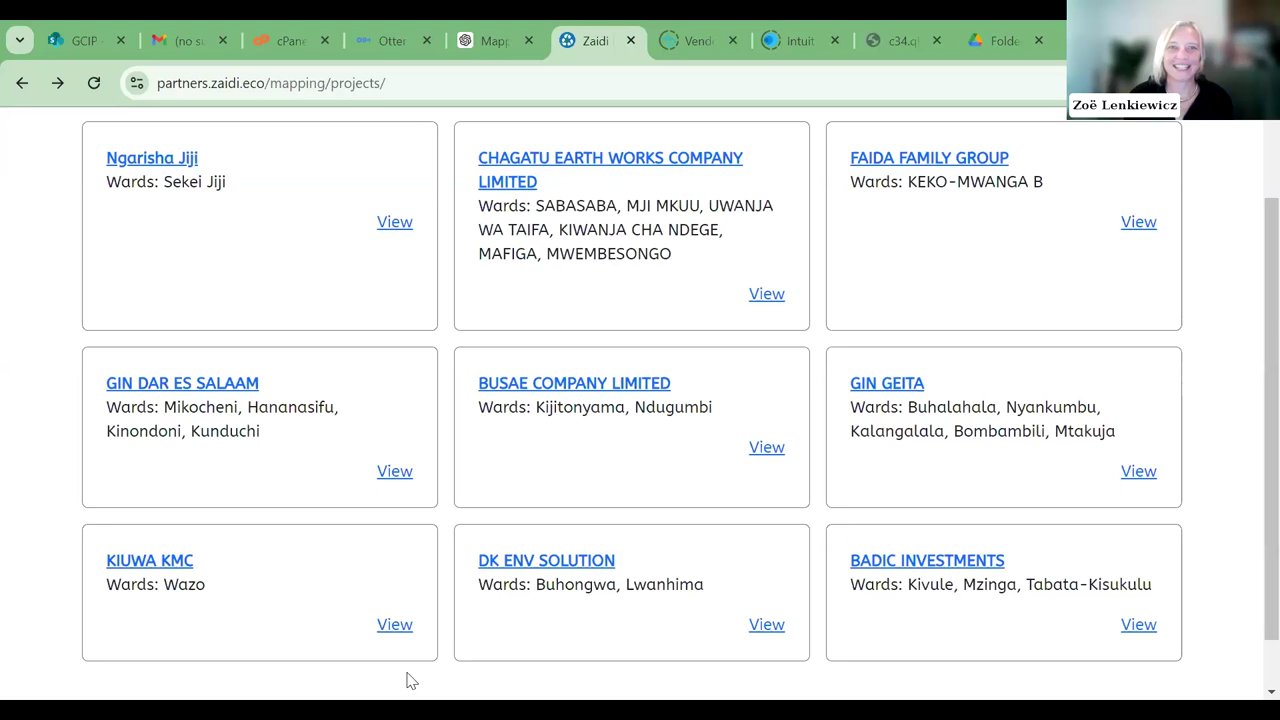 GCIP -
(no su
cPane
Otter
Mapp
Zaidi
Vend
Intuit
c34.q
Folde
partners.zaidi.eco/mapping/projects/
Zoë Lenkiewicz
Ngarisha Jiji
Wards: Sekei Jiji
View
CHAGATU EARTH WORKS COMPANY
LIMITED
Wards: SABASABA, MJI MKUU, UWANJA
WA TAIFA, KIWANJA CHA NDEGE,
MAFIGA, MWEMBESONGO
View
FAIDA FAMILY GROUP
Wards: KEKO-MWANGA B
View
GIN DAR ES SALAAM
Wards: Mikocheni, Hananasifu,
Kinondoni, Kunduchi
View
BUSAE COMPANY LIMITED
Wards: Kijitonyama, Ndugumbi
View
GIN GEITA
Wards: Buhalahala, Nyankumbu,
Kalangalala, Bombambili, Mtakuja
View
KIUWA KMC
Wards: Wazo
View
DK ENV SOLUTION
Wards: Buhongwa, Lwanhima
View
BADIC INVESTMENTS
Wards: Kivule, Mzinga, Tabata-Kisukulu
View